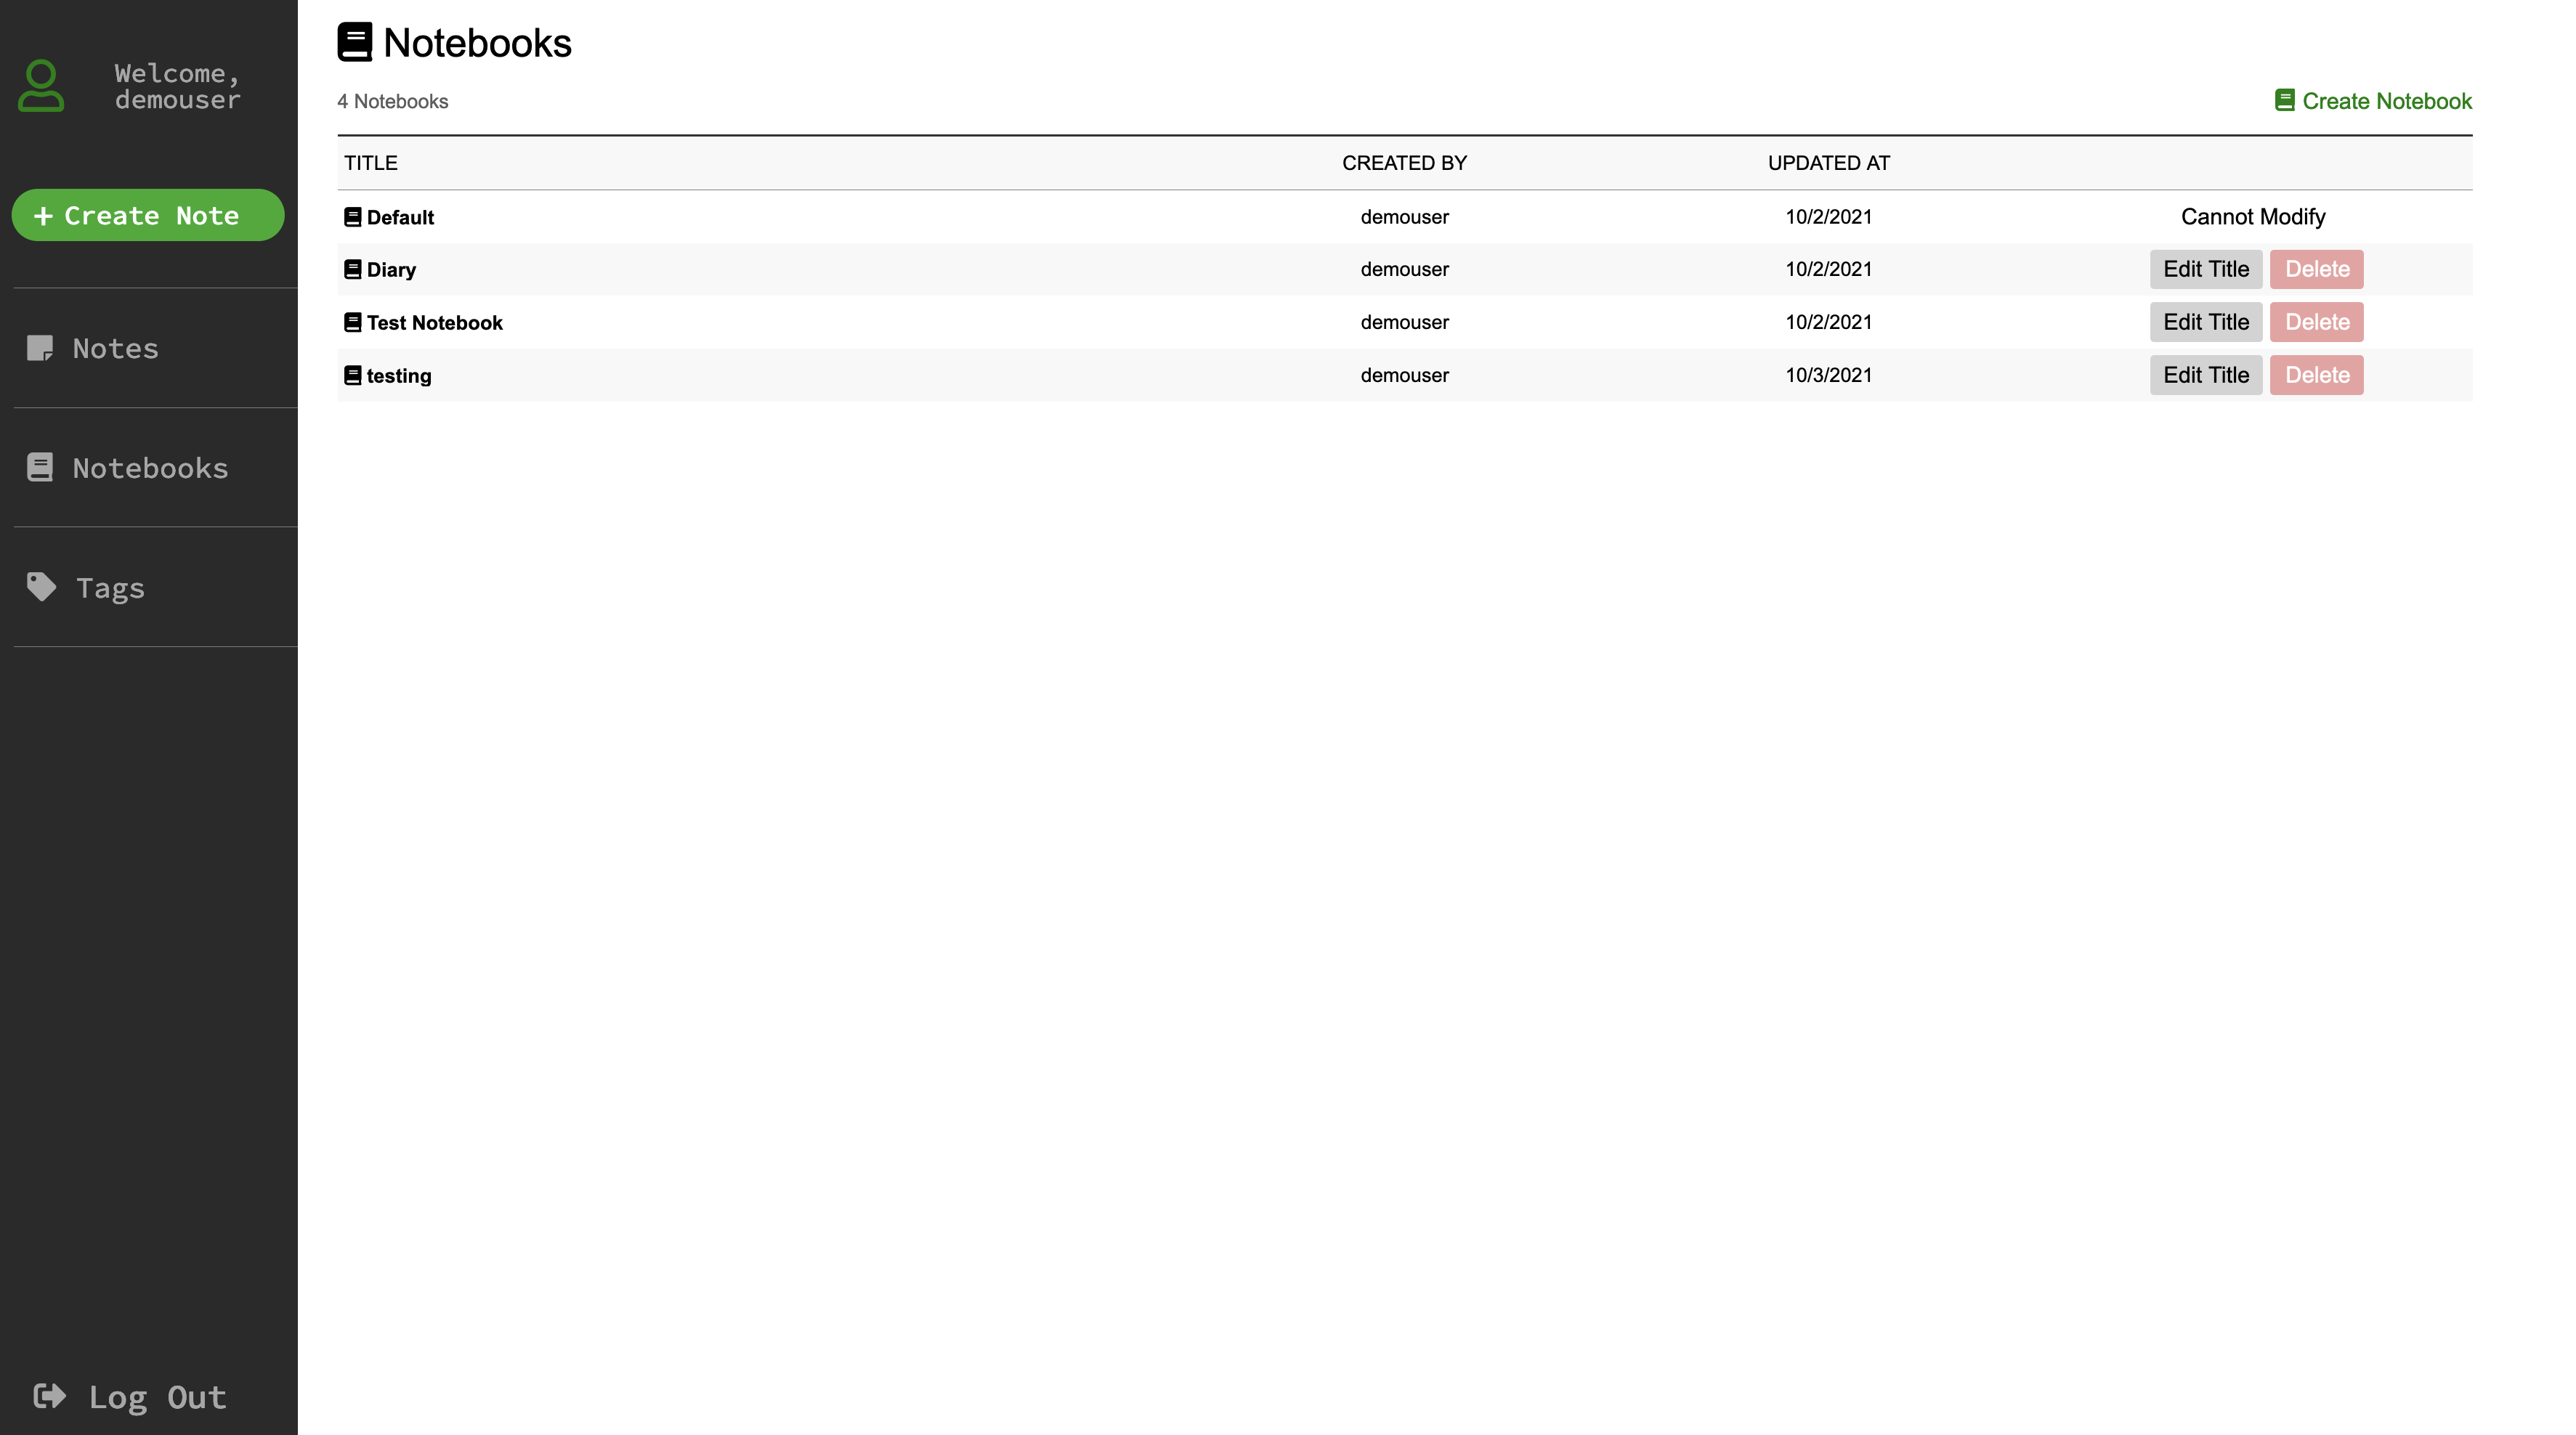 Welcome,
demouser
+ Create Note
Notes
Notebooks
Tags
Log Out
Notebooks
4 Notebooks
Create Notebook
TITLE CREATED BY UPDATED AT
Default demouser 10/2/2021 Cannot Modify
Diary demouser 10/2/2021 Edit Title Delete
Test Notebook demouser 10/2/2021 Edit Title Delete
testing demouser 10/3/2021 Edit Title Delete